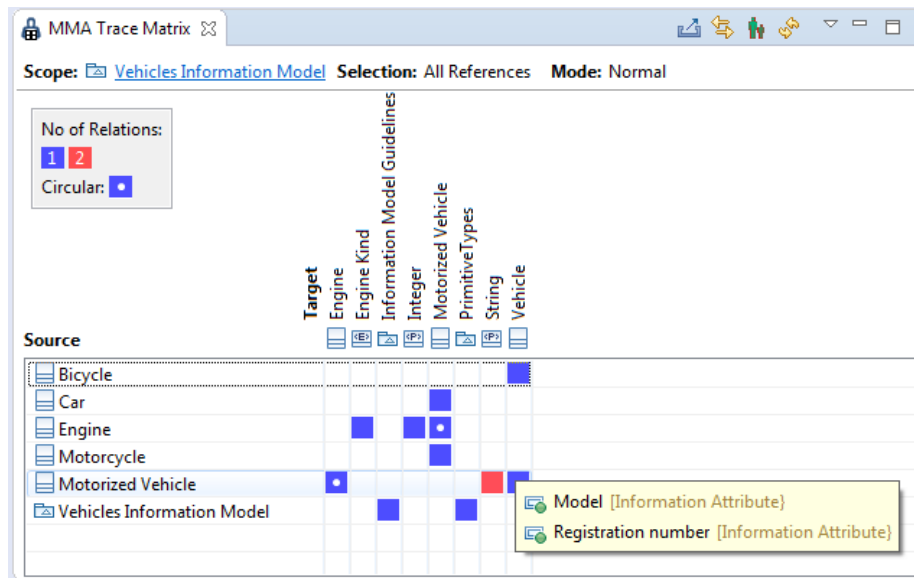 MMA Trace Matrix
Scope: Vehicles Information Model Selection: All References Mode: Normal
No of Relations:
1 2
Circular:
Target
Engine
Engine Kind
Information Model Guidelines
Integer
Motorized Vehicle
PrimitiveTypes
String
Vehicle
<E> <P> <P>
Source
Bicycle
Car
Engine
Motorcycle
Motorized Vehicle
Vehicles Information Model
Model [Information Attribute}
Registration number [Information Attribute}